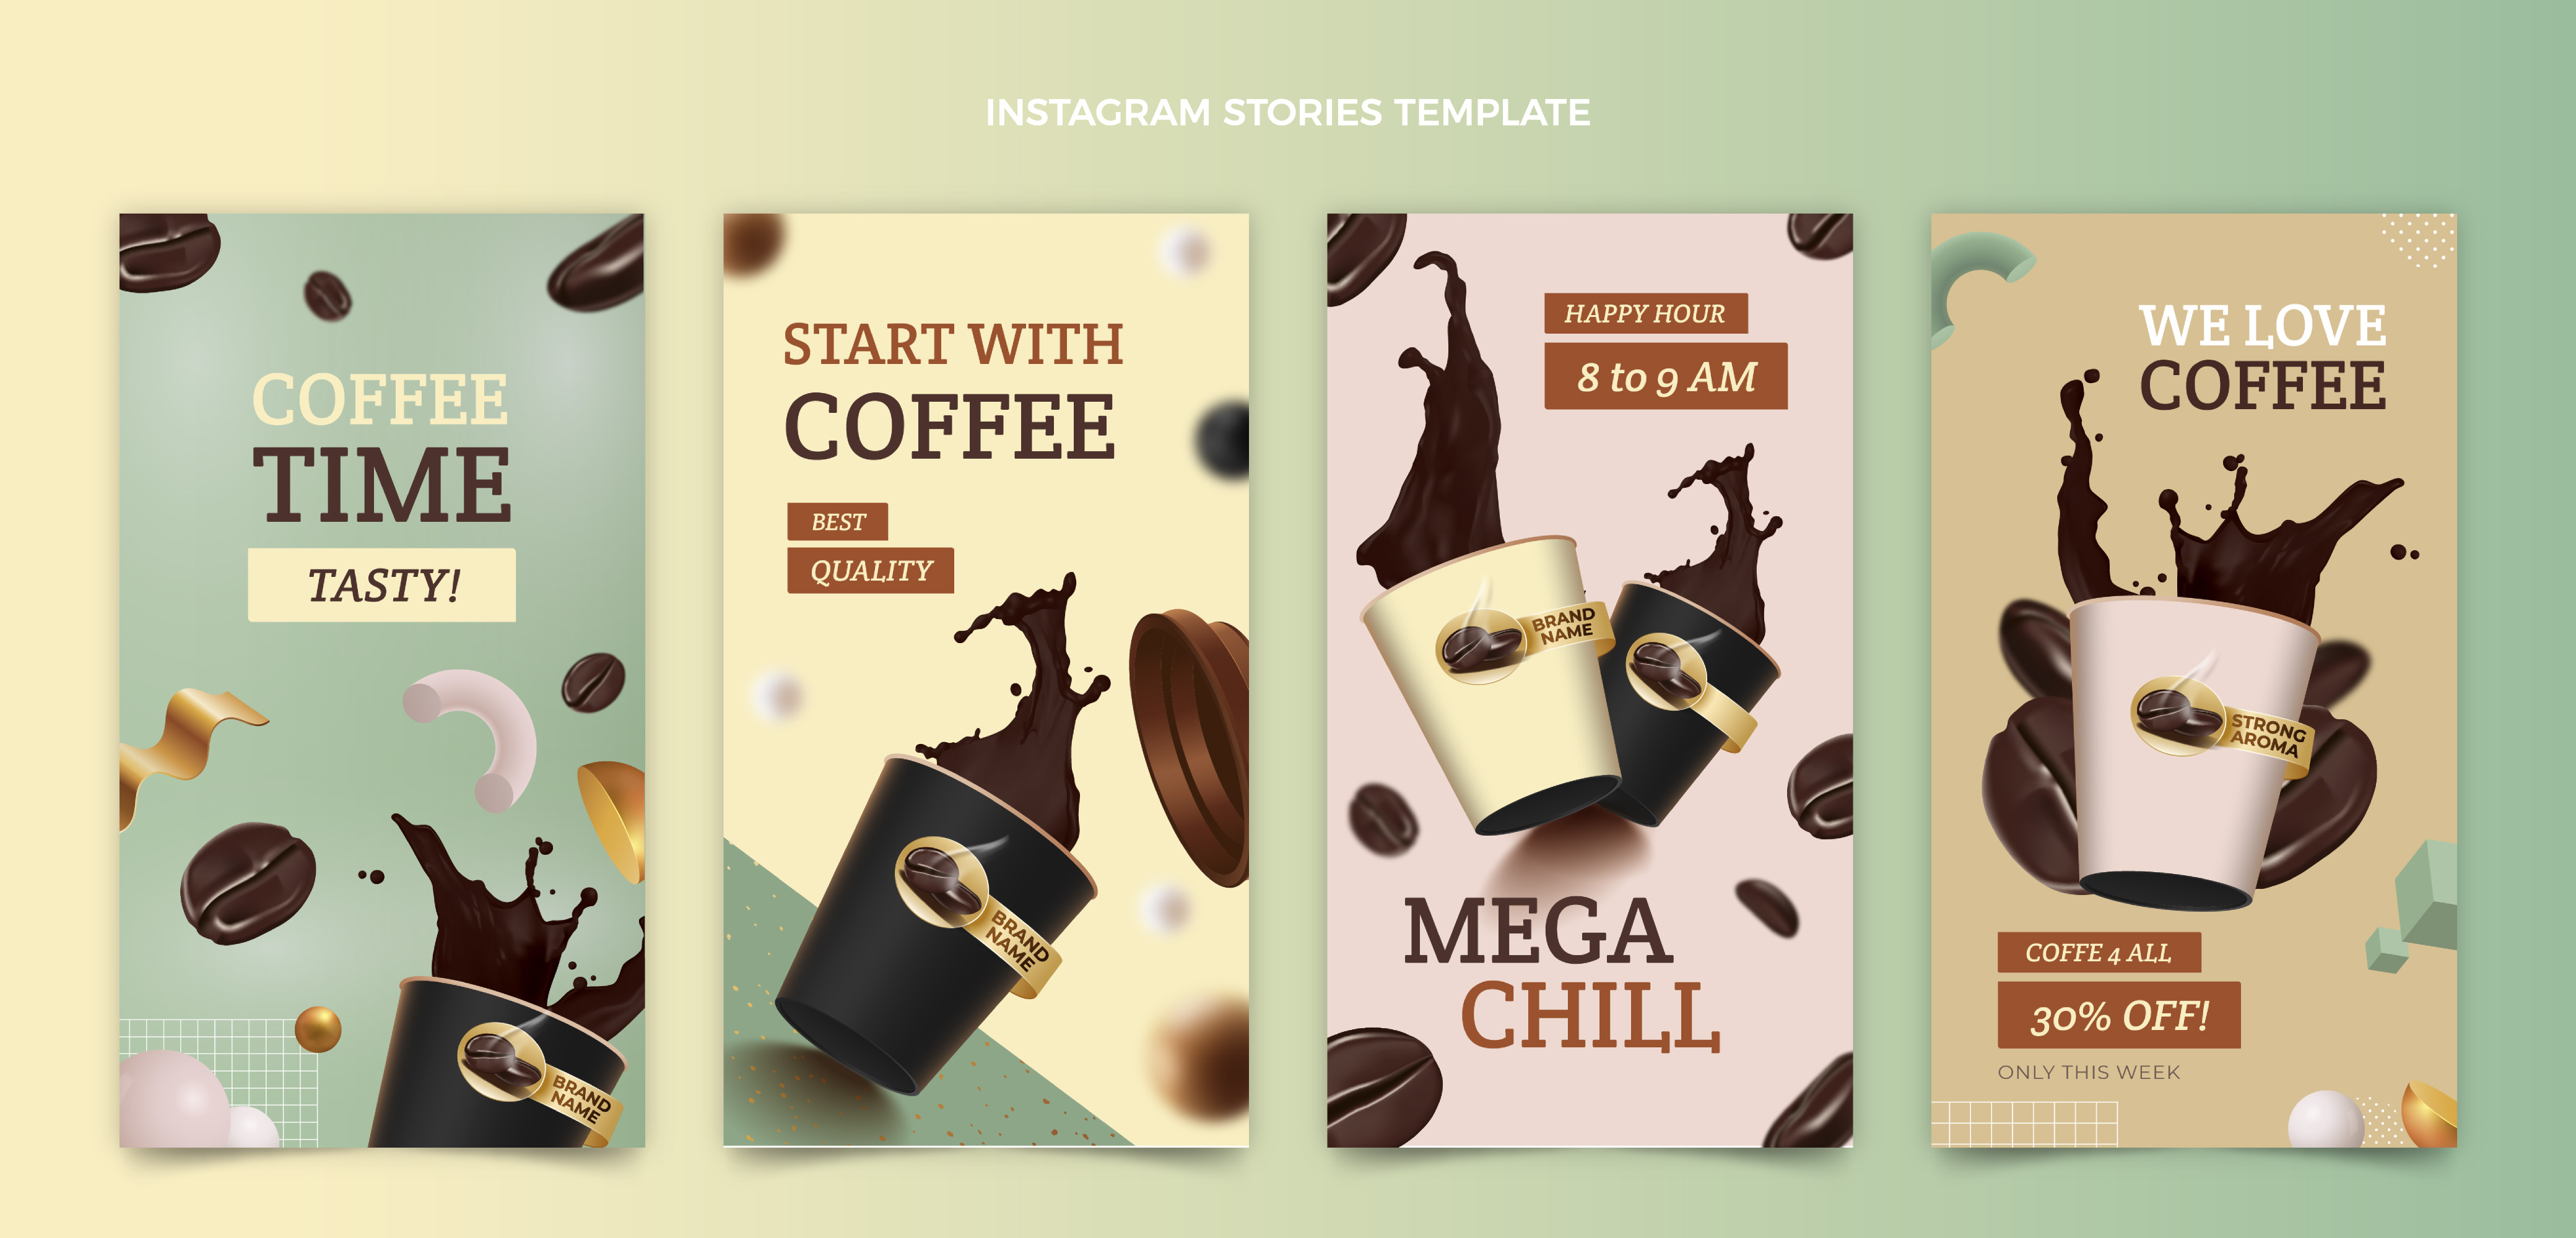 INSTAGRAM STORIES TEMPLATE
COFFEE
TIME
TASTY!
BRAND
NAME
START WITH
COFFEE
BEST
QUALITY
BRAND
NAME
HAPPY HOUR
8 to 9 AM
BRAND
NAME
MEGA
CHILL
WE LOVE
COFFEE
STRONG
AROMA
COFFE 4 ALL
30% OFF!
ONLY THIS WEEK